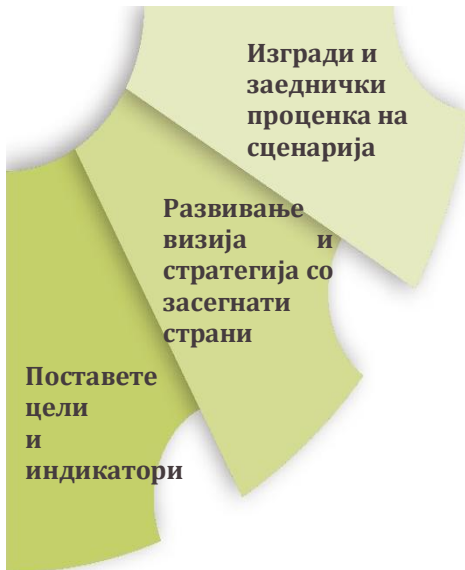 Изгради и
заеднички
проценка на
сценарија
Развивање
визија и
стратегија со
засегнати
страни
Поставете
цели
и
индикатори